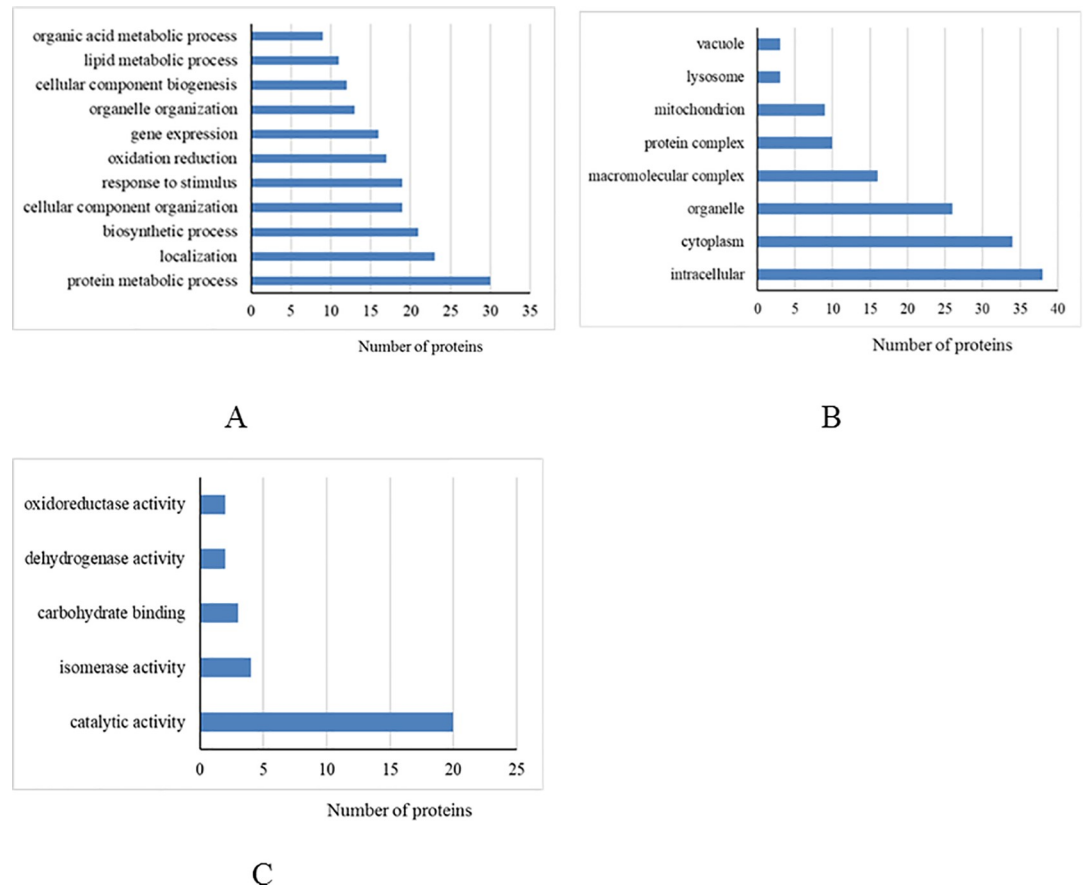 organic acid metabolic process
lipid metabolic process
cellular component biogenesis
organelle organization
gene expression
oxidation reduction
response to stimulus
cellular component organization
biosynthetic process
localization
protein metabolic process
0 5 10 15 20 25 30 35
Number of proteins
A
vacuole
lysosome
mitochondrion
protein complex
macromolecular complex
organelle
cytoplasm
intracellular
0 5 10 15 20 25 30 35 40
Number of proteins
B
oxidoreductase activity
dehydrogenase activity
carbohydrate binding
isomerase activity
catalytic activity
0 5 10 15 20 25
Number of proteins
C